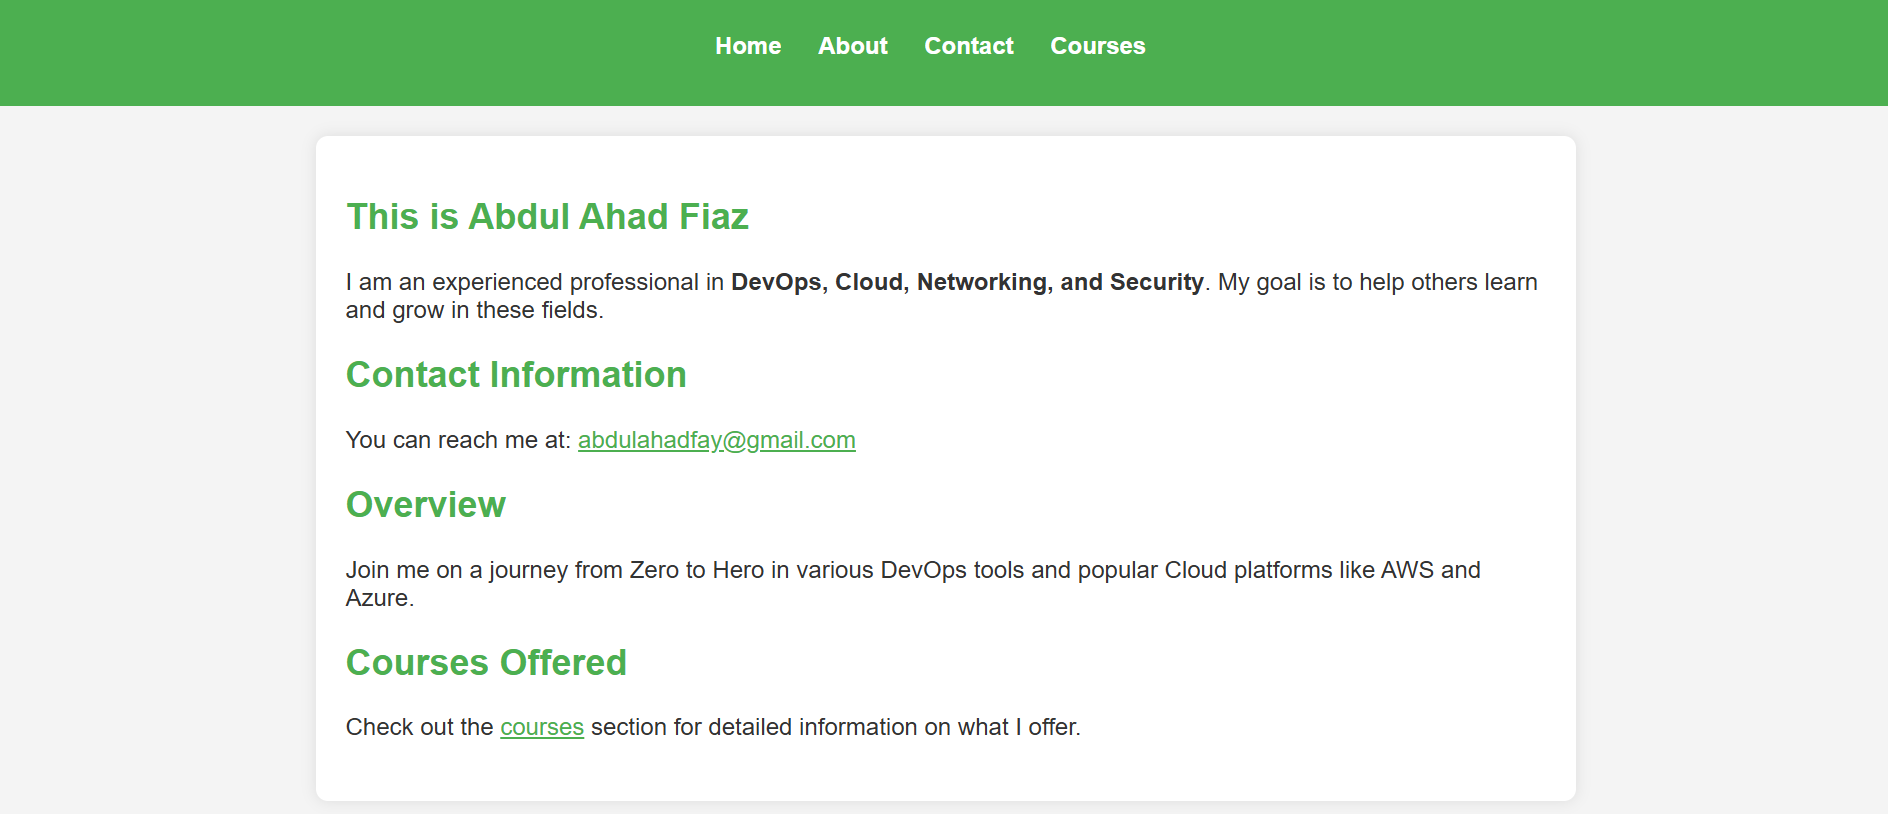 Home About Contact Courses
This is Abdul Ahad Fiaz
I am an experienced professional in DevOps, Cloud, Networking, and Security. My goal is to help others learn
and grow in these fields.
Contact Information
You can reach me at: abdulahadfay@gmail.com
Overview
Join me on a journey from Zero to Hero in various DevOps tools and popular Cloud platforms like AWS and
Azure.
Courses Offered
Check out the courses section for detailed information on what I offer.